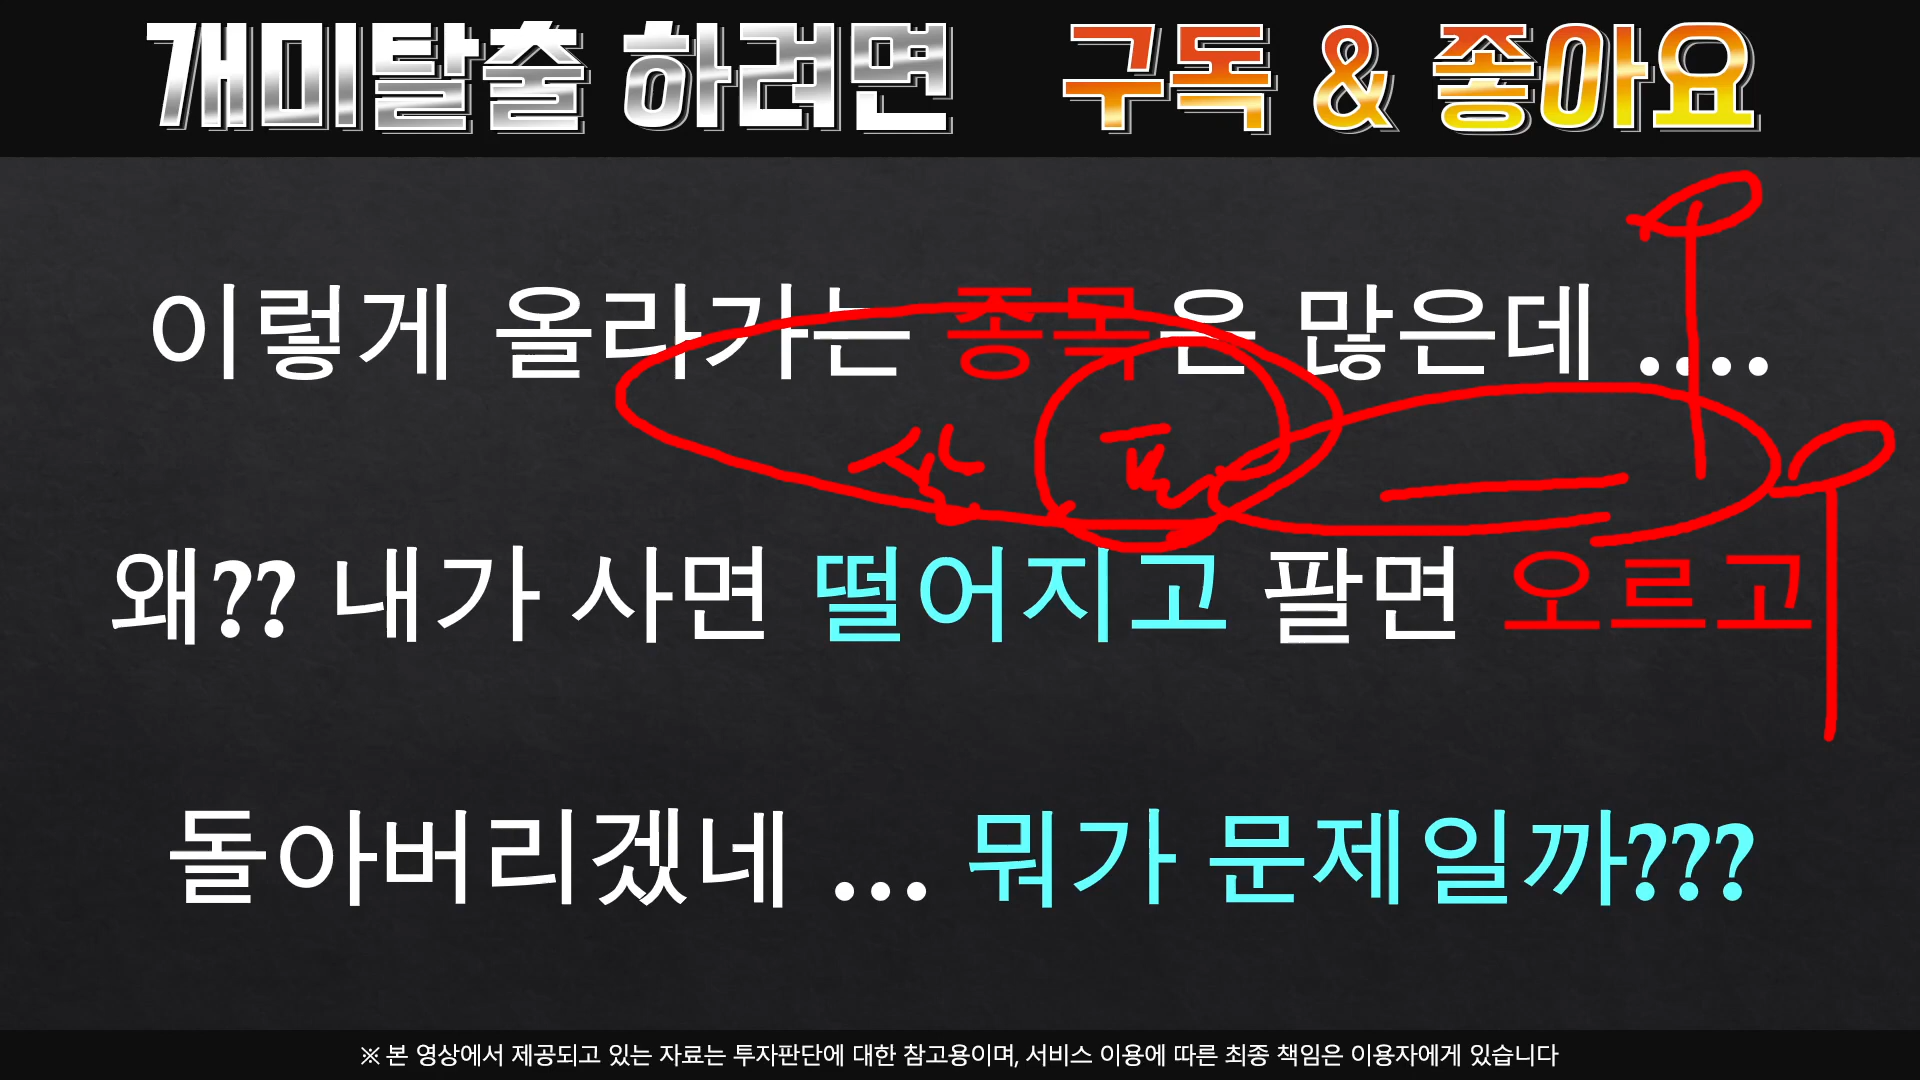 개미탈출 하려면 구독 & 좋아요
이렇게 올라가는 종목은 많은데 ....
왜?? 내가 사면 떨어지고 팔면 오르고
돌아버리겠네 ... 뭐가 문제일까???
※ 본 영상에서 제공되고 있는 자료는 투자판단에 대한 참고용이며, 서비스 이용에 따른 최종 책임은 이용자에게 있습니다